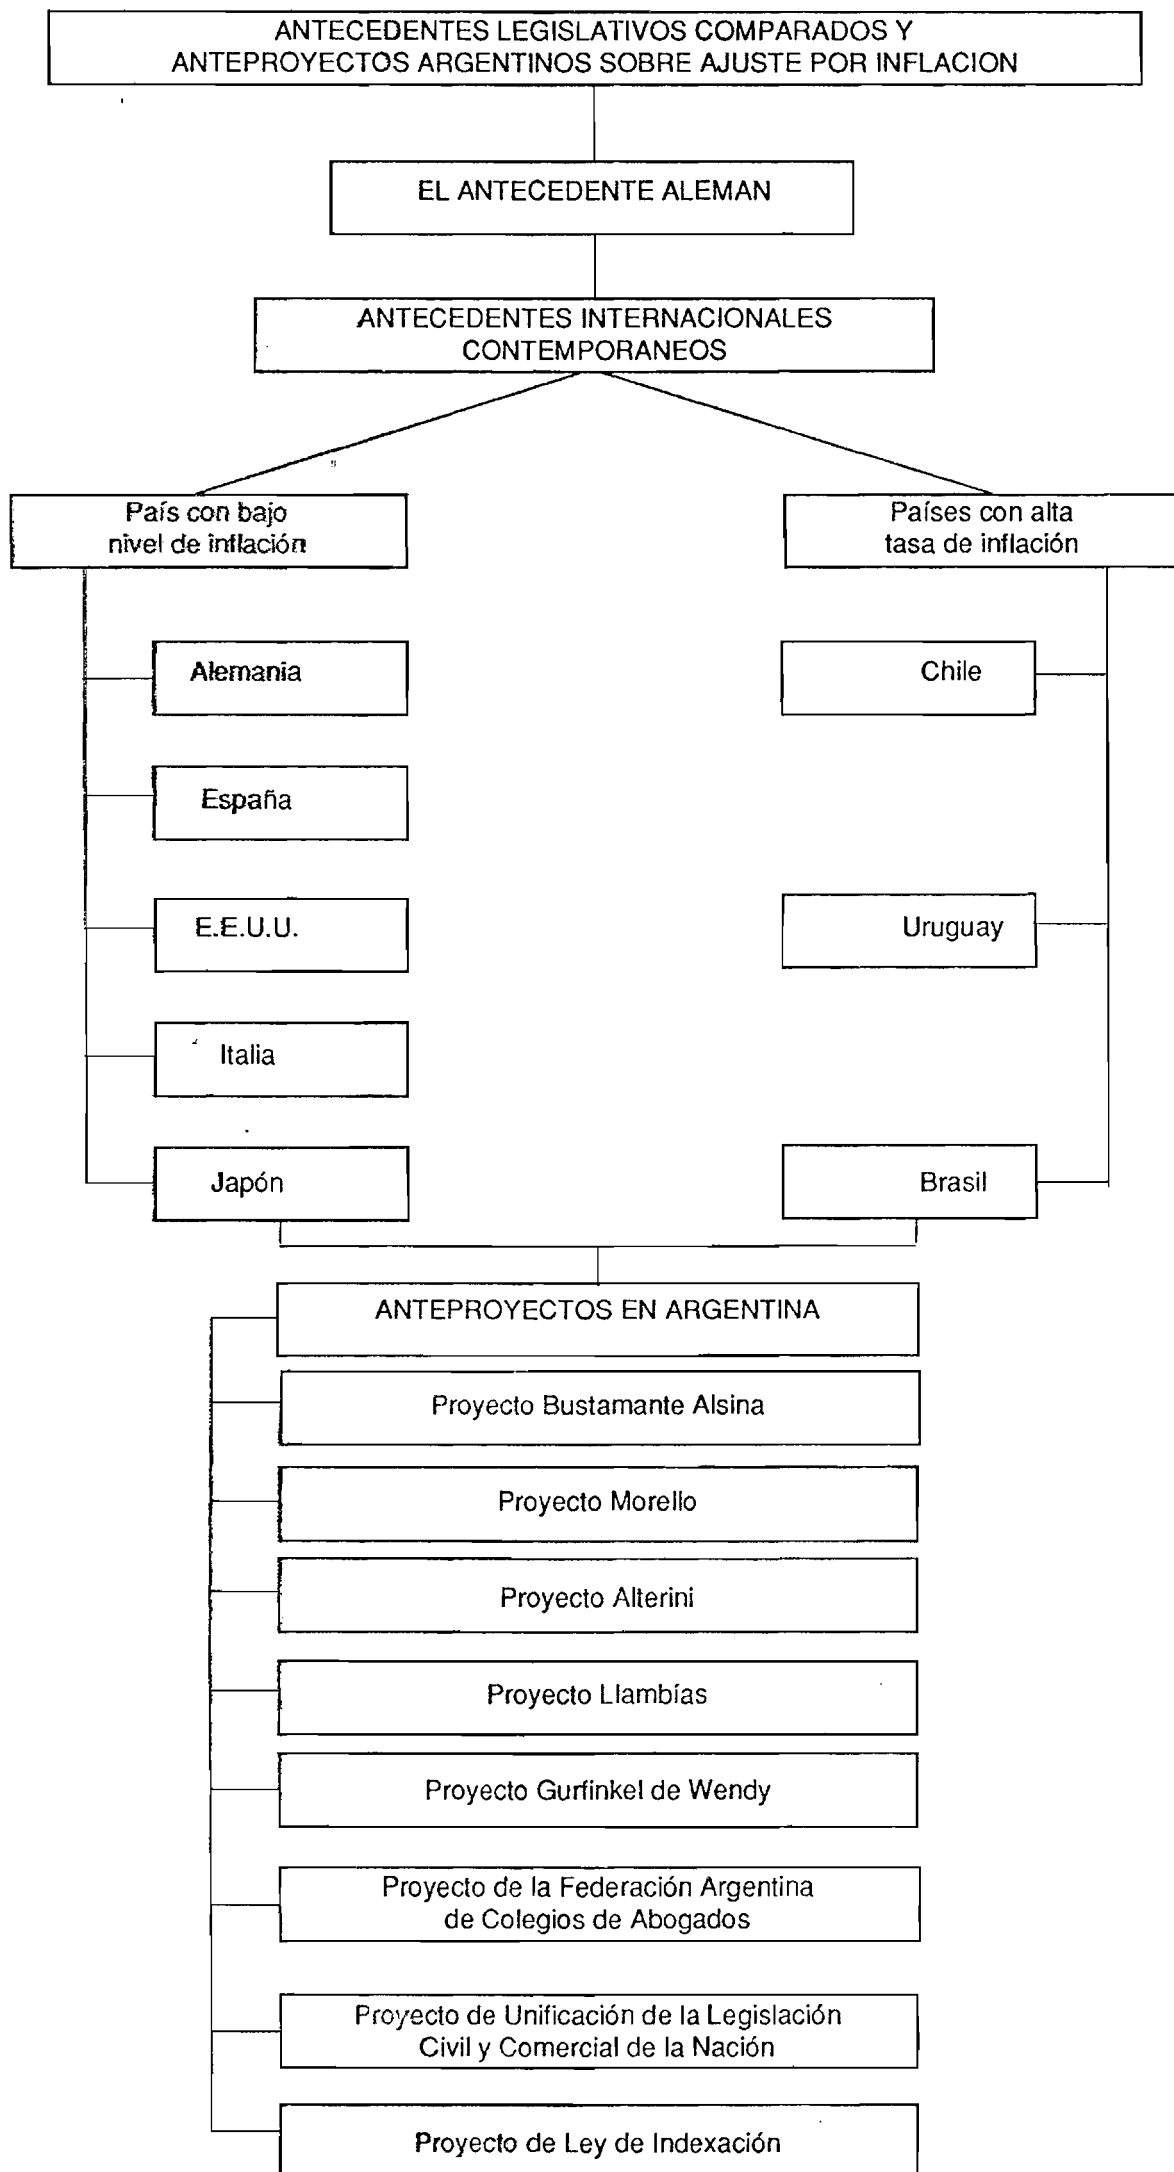 ANTECEDENTES LEGISLATIVOS COMPARADOS Y
ANTEPROYECTOS ARGENTINOS SOBRE AJUSTE POR INFLACION
EL ANTECEDENTE ALEMAN
ANTECEDENTES INTERNACIONALES
CONTEMPORANEOS
País con bajo
nivel de inflación
Países con alta
tasa de inflación
Alemania
Chile
España
E.E.U.U.
Uruguay
Italia
Japón
Brasil
ANTEPROYECTOS EN ARGENTINA
Proyecto Bustamante Alsina
Proyecto Morello
Proyecto Alterini
Proyecto Llambías
Proyecto Gurfinkel de Wendy
Proyecto de la Federación Argentina
de Colegios de Abogados
Proyecto de Unificación de la Legislación
Civil y Comercial de la Nación
Proyecto de Ley de Indexación